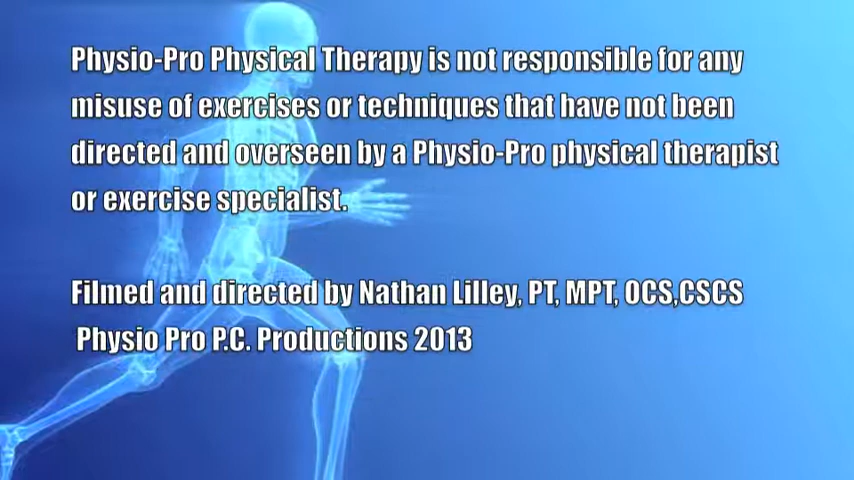 Physio-Pro Physical Therapy is not responsible for any
misuse of exercises or techniques that have not been
directed and overseen by a Physio-Pro physical therapist
or exercise specialist.
Filmed and directed by Nathan Lilley, PT, MPT, OCS,CSCS
Physio Pro P.C. Productions 2013